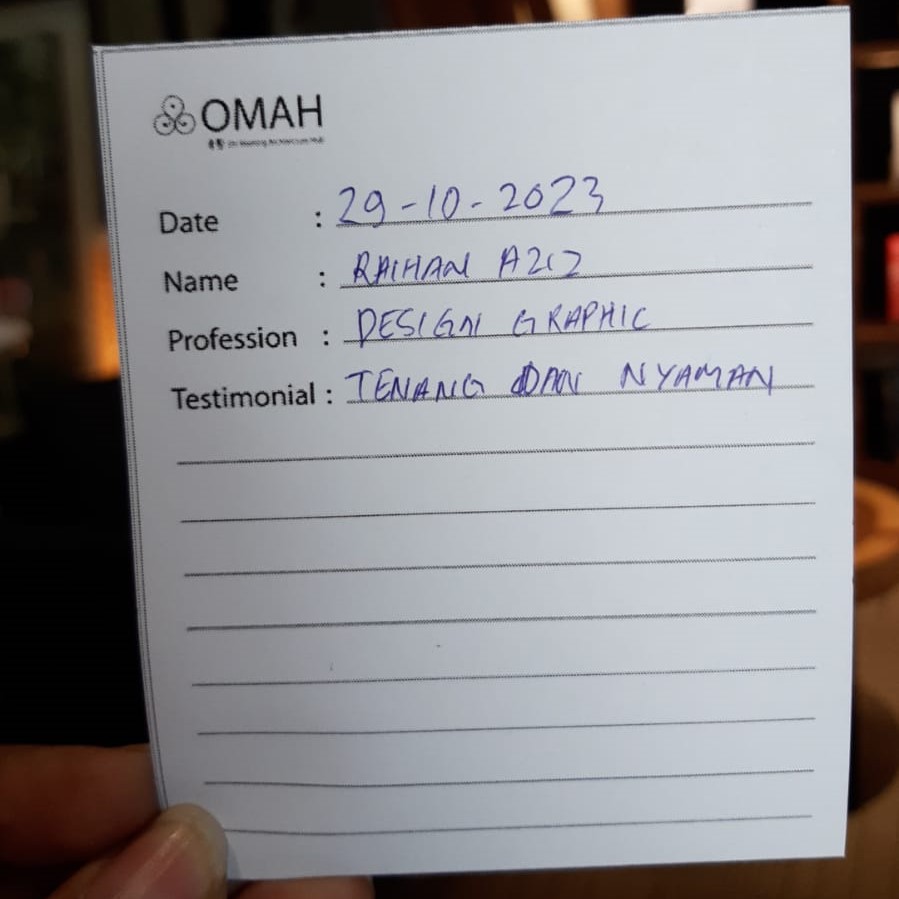 OMAH
Date : 29-10-2023
Name : RAIHAN AZIZ
Profession : DESIGN GRAPHIC
Testimonial : TENANG DAN NYAMAN